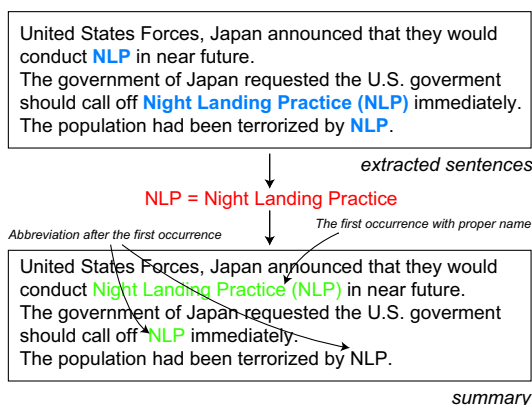 United States Forces, Japan announced that they would
conduct NLP in near future.
The government of Japan requested the U.S. goverment
should call off Night Landing Practice (NLP) immediately.
The population had been terrorized by NLP.
extracted sentences
NLP = Night Landing Practice
Abbreviation after the first occurrence
The first occurrence with proper name
United States Forces, Japan announced that they would
conduct Night Landing Practice (NLP) in near future.
The government of Japan requested the U.S. goverment
should call off NLP immediately.
The population had been terrorized by NLP.
summary